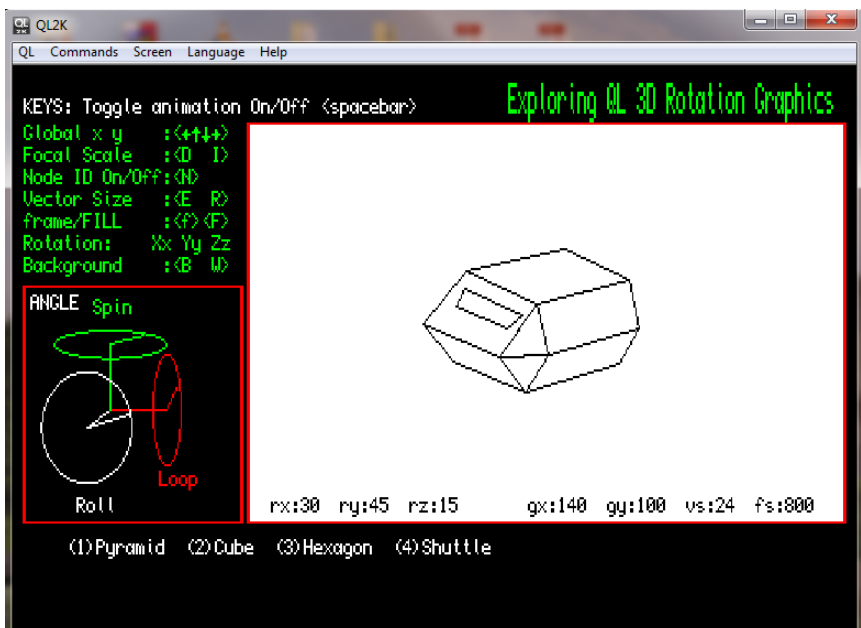 QL2K
QL Commands Screen Language Help
Exploring QL 3D Rotation Graphics
KEYS: Toggle animation On/Off <spacebar>
Global x y :<←↑↓→>
Focal Scale :<D I>
Node ID On/Off:<N>
Vector Size :<E R>
frame/FILL :<f><F>
Rotation: Xx Yy Zz
Background :<B W>
ANGLE Spin
Loop
Roll
rx:30 ry:45 rz:15 gx:140 gy:100 vs:24 fs:800
(1)Pyramid (2)Cube (3)Hexagon (4)Shuttle